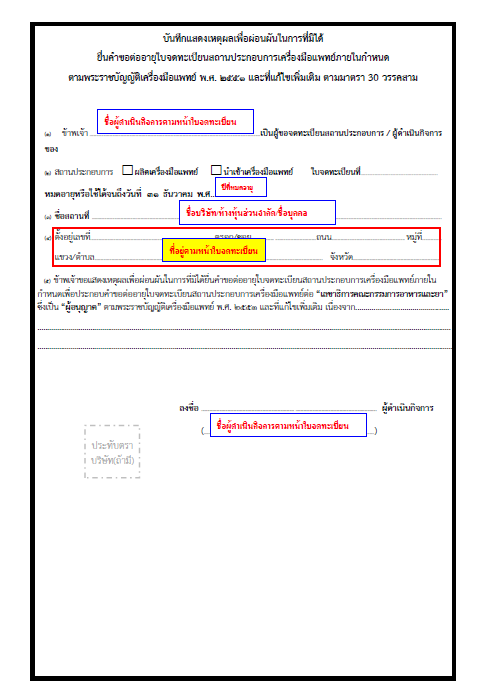 บันทึกแสดงเหตุผลเพื่อผ่อนผันในการที่มิได้
ยื่นคำขอต่ออายุใบจดทะเบียนสถานประกอบการเครื่องมือแพทย์ภายในกำหนด
ตามพระราชบัญญัติเครื่องมือแพทย์ พ.ศ. ๒๕๕๑ และที่แก้ไขเพิ่มเติม ตามมาตรา 30 วรรคสาม
ชื่อผู้ดำเนินกิจการตามหน้าใบจดทะเบียน
(๑) ข้าพเจ้า เป็นผู้ขอจดทะเบียนสถานประกอบการ / ผู้ดำเนินกิจการ
ของ
(๒) สถานประกอบการ ผลิตเครื่องมือแพทย์ นำเข้าเครื่องมือแพทย์ ใบจดทะเบียนที่
หมดอายุหรือใช้ได้จนถึงวันที่ ๓๑ ธันวาคม พ.ศ. ปีที่หมดอายุ
(๓) ชื่อสถานที่ ชื่อบริษัท/ห้างหุ้นส่วนจำกัด/ชื่อบุคคล
(๔) ตั้งอยู่เลขที่ ตรอก/ซอย ถนน หมู่ที่
แขวง/ตำบล ที่อยู่ตามหน้าใบจดทะเบียน จังหวัด
(๕) ข้าพเจ้าขอแสดงเหตุผลเพื่อผ่อนผันในการที่มิได้ยื่นคำขอต่ออายุใบจดทะเบียนสถานประกอบการเครื่องมือแพทย์ภายใน
กำหนดเพื่อประกอบคำขอต่ออายุใบจดทะเบียนสถานประกอบการเครื่องมือแพทย์ต่อ “เลขาธิการคณะกรรมการอาหารและยา”
ซึ่งเป็น “ผู้อนุญาต” ตามพระราชบัญญัติเครื่องมือแพทย์ พ.ศ. ๒๕๕๑ และที่แก้ไขเพิ่มเติม เนื่องจาก
ลงชื่อ ผู้ดำเนินกิจการ
( ชื่อผู้ดำเนินกิจการตามหน้าใบจดทะเบียน )
ประทับตรา
บริษัท(ถ้ามี)